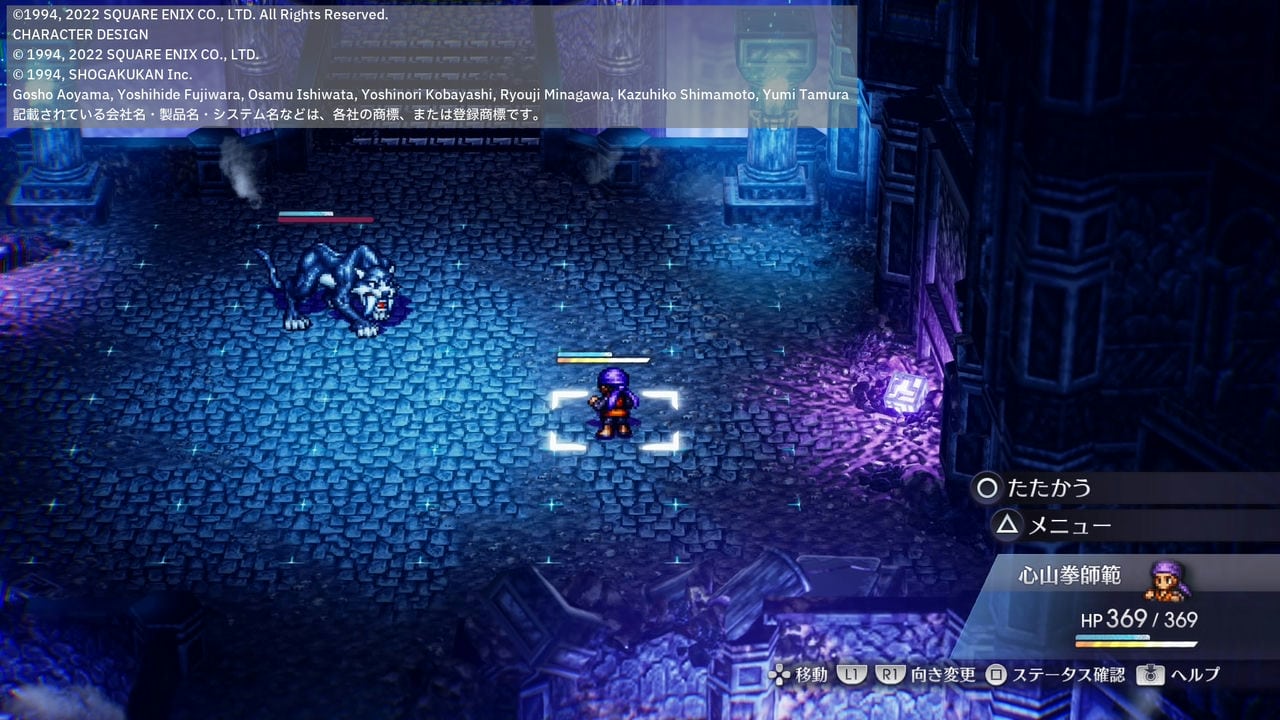 ©1994, 2022 SQUARE ENIX CO., LTD. All Rights Reserved.
CHARACTER DESIGN
© 1994, 2022 SQUARE ENIX CO., LTD.
© 1994, SHOGAKUKAN Inc.
Gosho Aoyama, Yoshihide Fujiwara, Osamu Ishiwata, Yoshinori Kobayashi, Ryouji Minagawa, Kazuhiko Shimamoto, Yumi Tamura
記載されている会社名・製品名・システム名などは、各社の商標、または登録商標です。
たたかう
メニュー
心山拳師範
HP 369 / 369
移動 L1 R1 向き変更 ステータス確認 ヘルプ